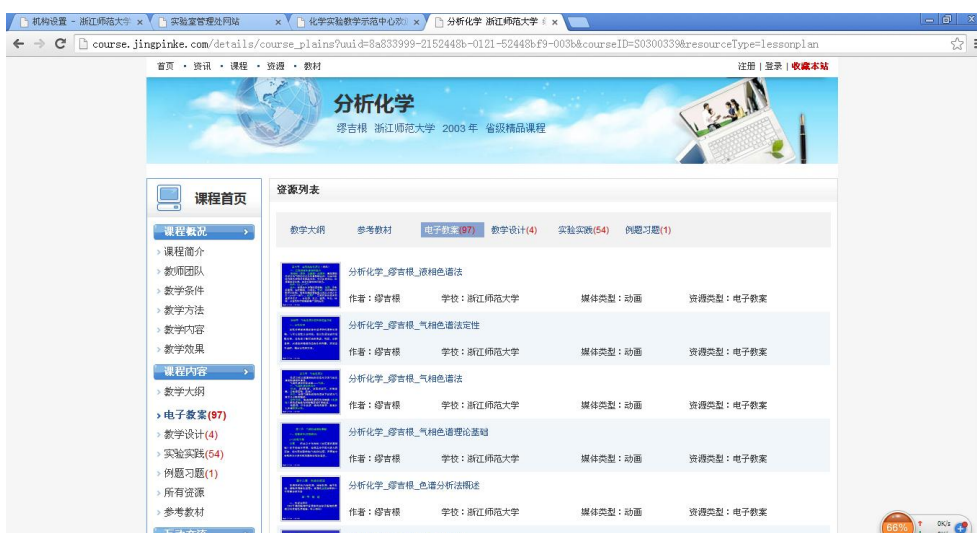 机构设置 - 浙江师范大学 × 实验室管理处网站 × 化学实验教学示范中心欢 × 分析化学 浙江师范大学 ×
course.jingpinke.com/details/course_plains?uuid=8a833999-2152448b-0121-52448bf9-003b&courseID=S0300339&resourceType=lessonplan
首页 · 资讯 · 课程 · 资源 · 教材 注册 | 登录 | 收藏本站
分析化学
缪吉根 浙江师范大学 2003 年 省级精品课程
课程首页
课程概况
课程简介
教师团队
教学条件
教学方法
教学内容
教学效果
课程内容
教学大纲
电子教案(97)
教学设计(4)
实验实践(54)
例题习题(1)
所有资源
参考教材
资源列表
教学大纲 参考教材 电子教案(97) 教学设计(4) 实验实践(54) 例题习题(1)
分析化学_缪吉根_液相色谱法
作者:缪吉根 学校:浙江师范大学 媒体类型:动画 资源类型:电子教案
分析化学_缪吉根_气相色谱法定性
作者:缪吉根 学校:浙江师范大学 媒体类型:动画 资源类型:电子教案
分析化学_缪吉根_气相色谱法
作者:缪吉根 学校:浙江师范大学 媒体类型:动画 资源类型:电子教案
分析化学_缪吉根_气相色谱理论基础
作者:缪吉根 学校:浙江师范大学 媒体类型:动画 资源类型:电子教案
分析化学_缪吉根_色谱分析法概述
作者:缪吉根 学校:浙江师范大学 媒体类型:动画 资源类型:电子教案
66%
0K/s